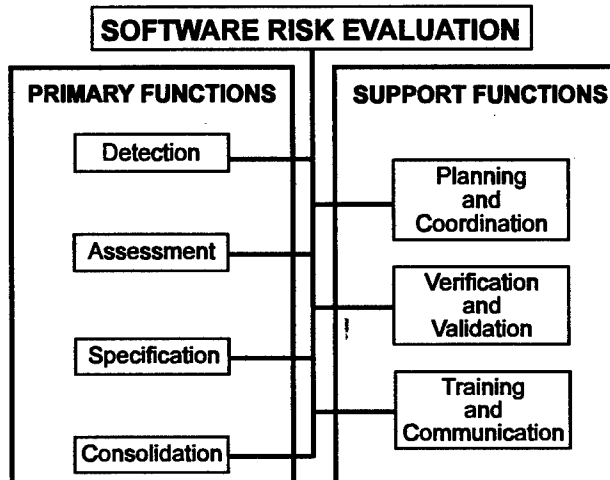 SOFTWARE RISK EVALUATION
PRIMARY FUNCTIONS
Detection
Assessment
Specification
Consolidation
SUPPORT FUNCTIONS
Planning
and
Coordination
Verification
and
Validation
Training
and
Communication